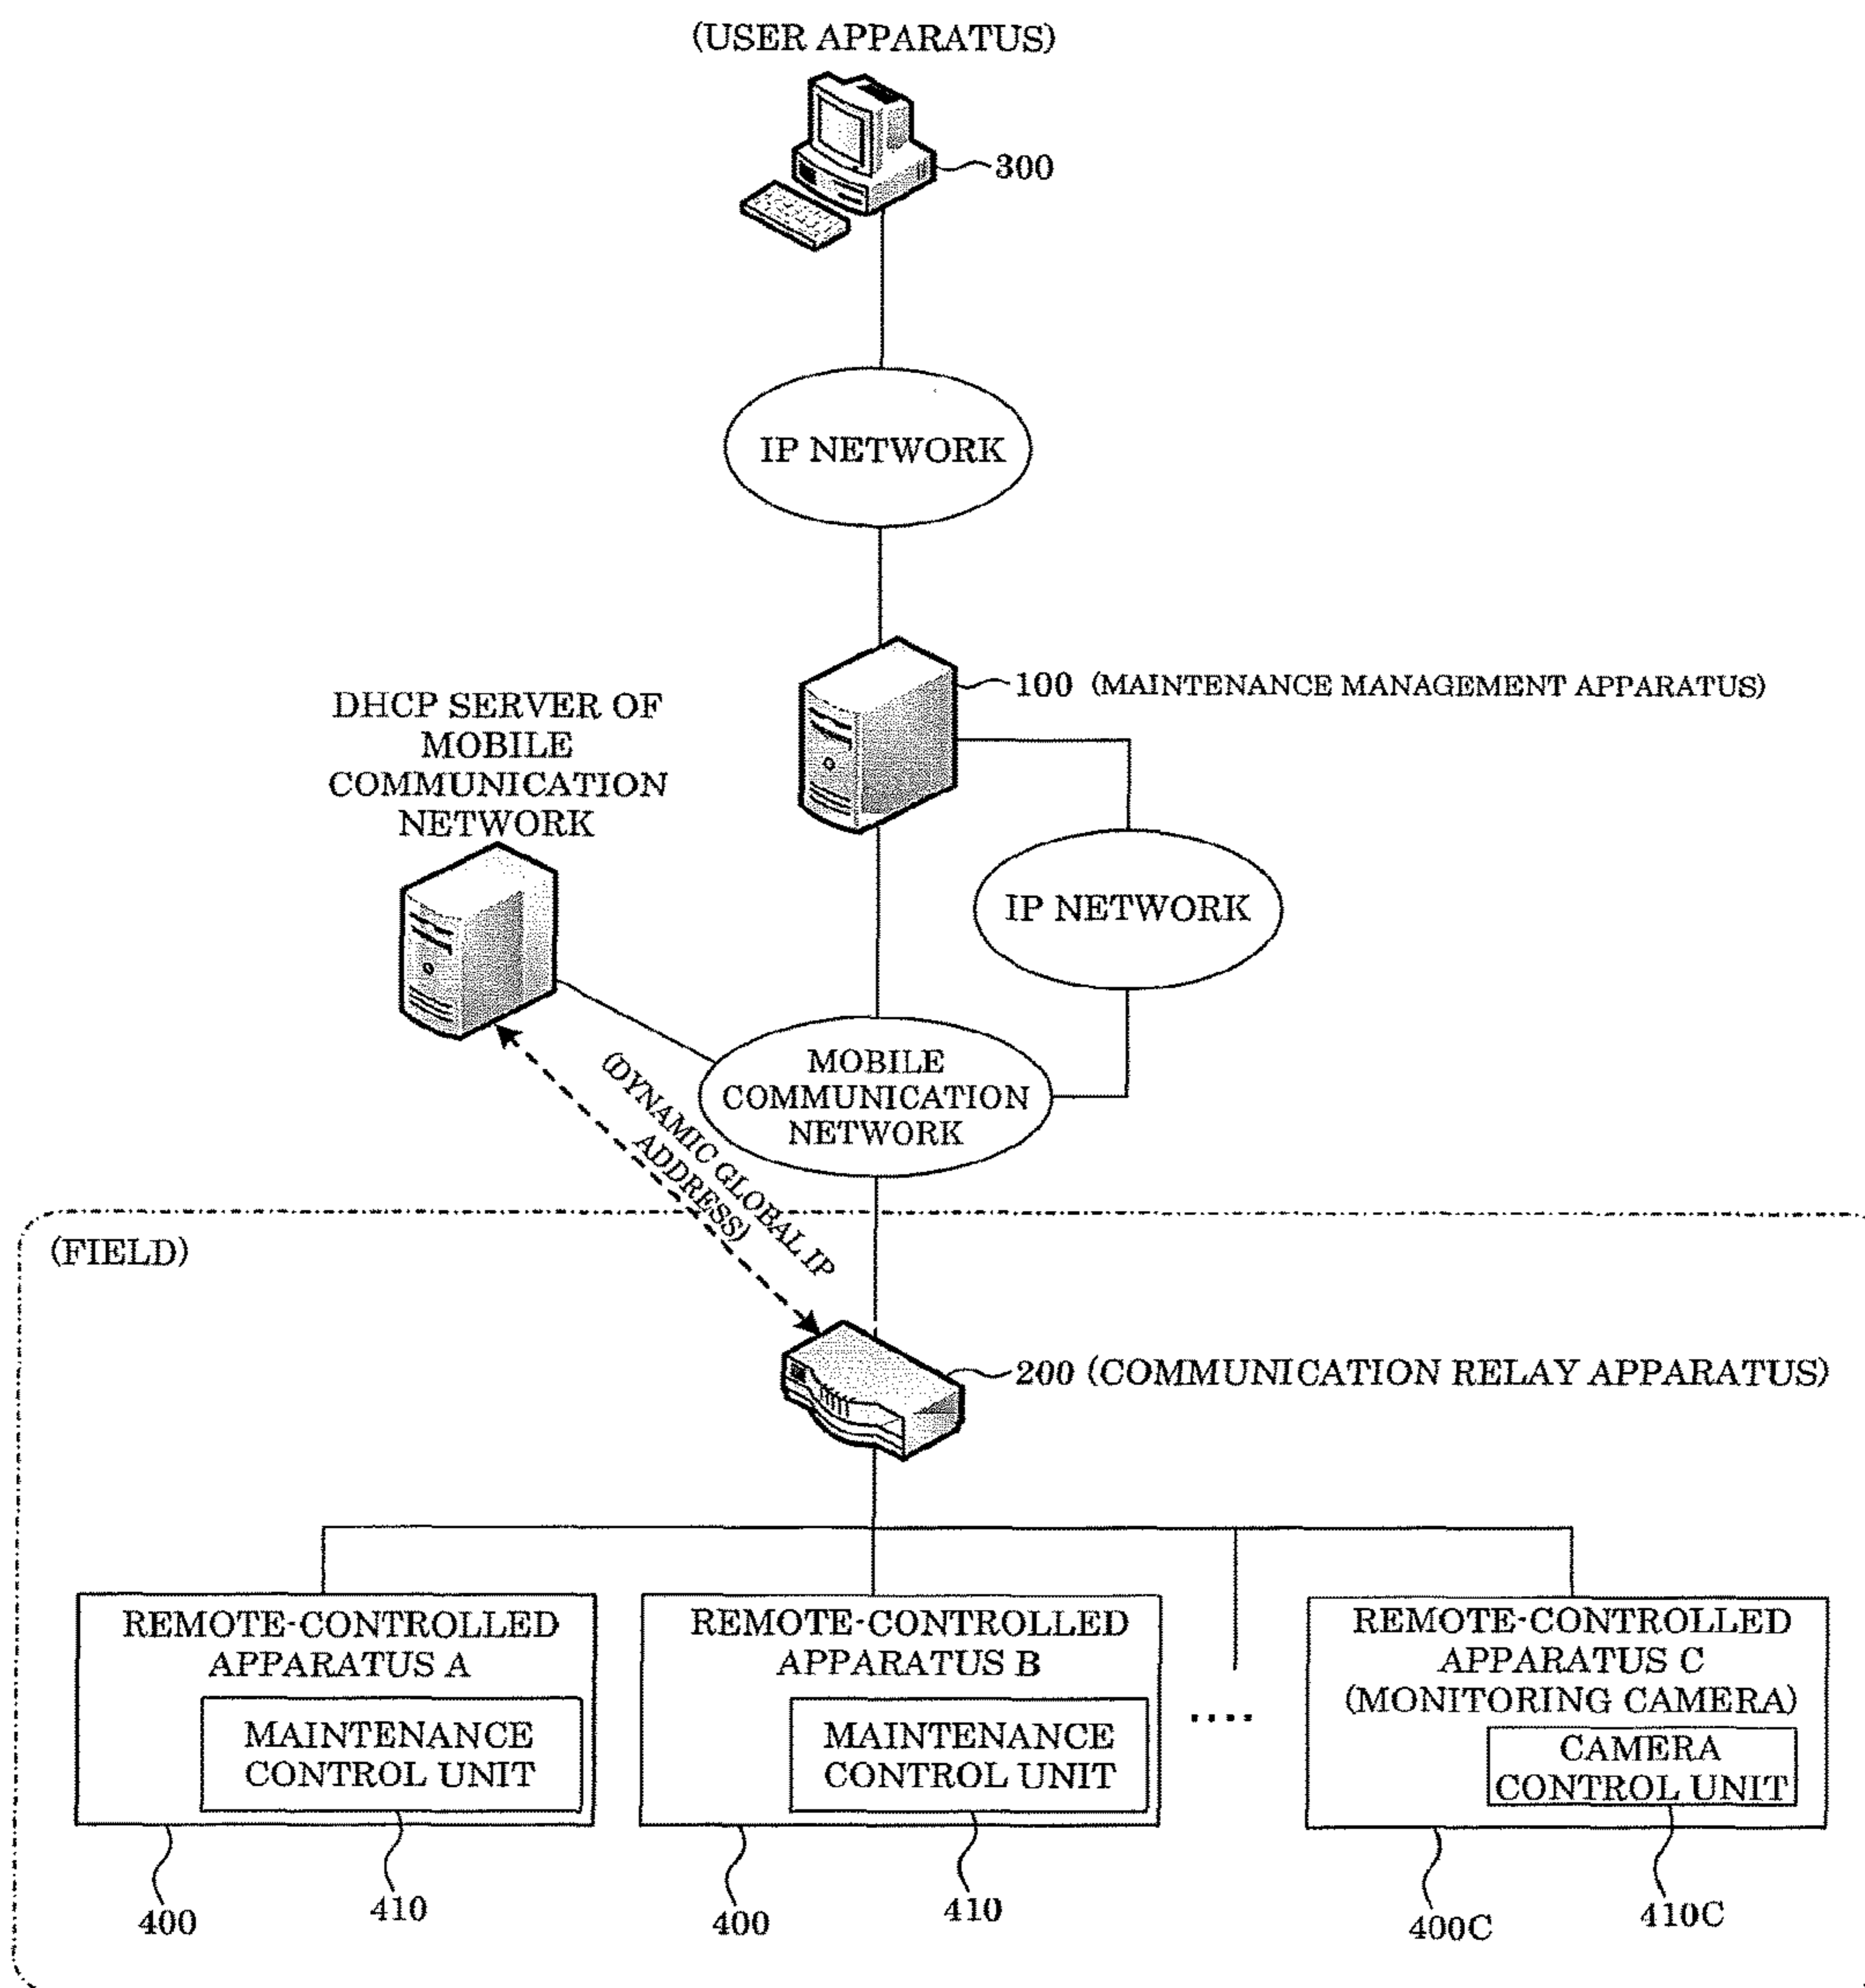 (USER APPARATUS)
300
IP NETWORK
100 (MAINTENANCE MANAGEMENT APPARATUS)
DHCP SERVER OF
MOBILE
COMMUNICATION
NETWORK
IP NETWORK
MOBILE
COMMUNICATION
NETWORK
(DYNAMIC GLOBAL IP
ADDRESS)
(FIELD)
200 (COMMUNICATION RELAY APPARATUS)
REMOTE-CONTROLLED
APPARATUS A
MAINTENANCE
CONTROL UNIT
REMOTE-CONTROLLED
APPARATUS B
MAINTENANCE
CONTROL UNIT
....
REMOTE-CONTROLLED
APPARATUS C
(MONITORING CAMERA)
CAMERA
CONTROL UNIT
400
410
400
410
400C
410C